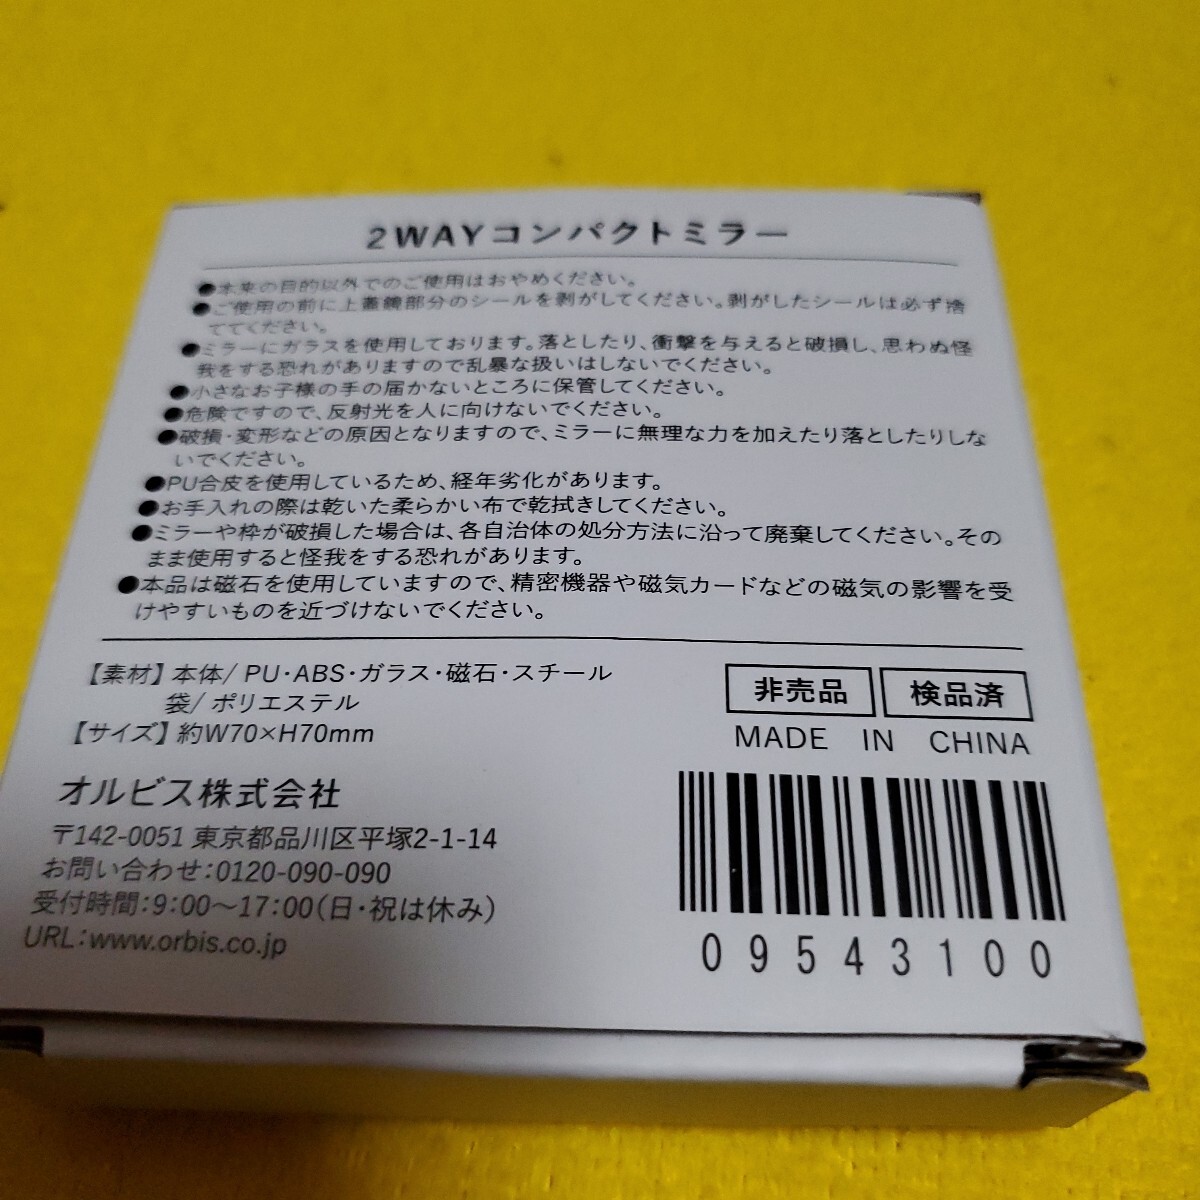 2WAYコンパクトミラー
●本来の目的以外でのご使用はおやめください。
●ご使用の前に上蓋鏡部分のシールを剥がしてください。剥がしたシールは必ず捨
ててください。
●ミラーにガラスを使用しております。落としたり、衝撃を与えると破損し、思わぬ怪
我をする恐れがありますので乱暴な扱いはしないでください。
●小さなお子様の手の届かないところに保管してください。
●危険ですので、反射光を人に向けないでください。
●破損・変形などの原因となりますので、ミラーに無理な力を加えたり落としたりしな
いでください。
●PU合皮を使用しているため、経年劣化があります。
●お手入れの際は乾いた柔らかい布で乾拭きしてください。
●ミラーや枠が破損した場合は、各自治体の処分方法に沿って廃棄してください。その
まま使用すると怪我をする恐れがあります。
●本品は磁石を使用していますので、精密機器や磁気カードなどの磁気の影響を受
けやすいものを近づけないでください。
【素材】本体/ PU・ABS・ガラス・磁石・スチール
袋/ ポリエステル
【サイズ】約W70×H70mm
オルビス株式会社
〒142-0051 東京都品川区平塚2-1-14
お問い合わせ:0120-090-090
受付時間:9:00〜17:00(日・祝は休み)
URL:www.orbis.co.jp
非売品 検品済
MADE IN CHINA
09543100